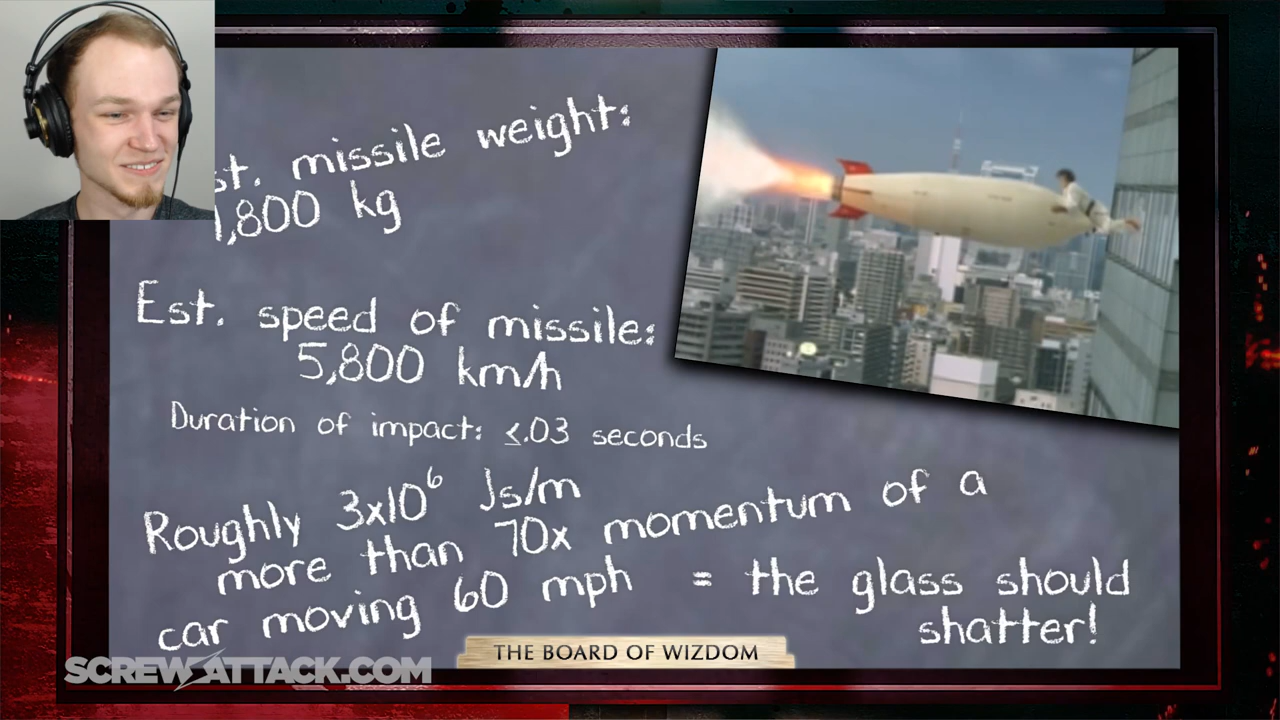 st. missile weight:
1,800 kg
Est. speed of missile:
5,800 km/h
Duration of impact: ≤.03 seconds
Roughly 3x10⁶ Js/m
more than 70x momentum of a
car moving 60 mph = the glass should
shatter!
THE BOARD OF WIZDOM
SCREWATTACK.COM